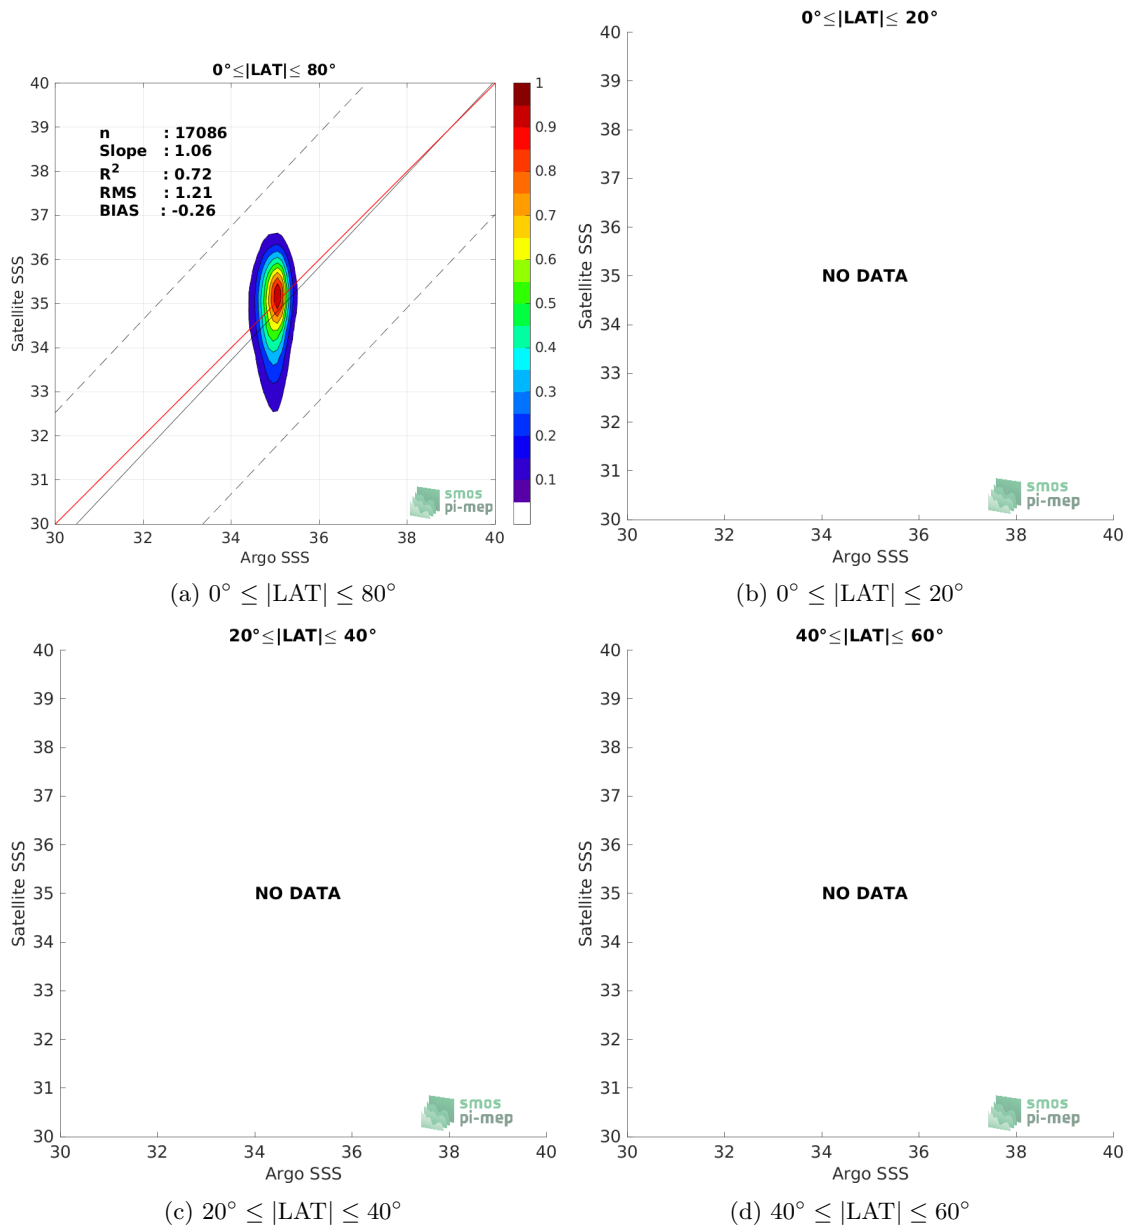 0°≤|LAT|≤ 80°
40
39
38
37
36
35
34
33
32
31
30
n : 17086
Slope : 1.06
R² : 0.72
RMS : 1.21
BIAS : -0.26
Satellite SSS
smos
pi-mep
30 32 34 36 38 40
Argo SSS
1
0.9
0.8
0.7
0.6
0.5
0.4
0.3
0.2
0.1
(a) 0° ≤ |LAT| ≤ 80°
0°≤|LAT|≤ 20°
40
39
38
37
36
35
34
33
32
31
30
Satellite SSS
NO DATA
smos
pi-mep
30 32 34 36 38 40
Argo SSS
(b) 0° ≤ |LAT| ≤ 20°
20°≤|LAT|≤ 40°
40
39
38
37
36
35
34
33
32
31
30
Satellite SSS
NO DATA
smos
pi-mep
30 32 34 36 38 40
Argo SSS
(c) 20° ≤ |LAT| ≤ 40°
40°≤|LAT|≤ 60°
40
39
38
37
36
35
34
33
32
31
30
Satellite SSS
NO DATA
smos
pi-mep
30 32 34 36 38 40
Argo SSS
(d) 40° ≤ |LAT| ≤ 60°